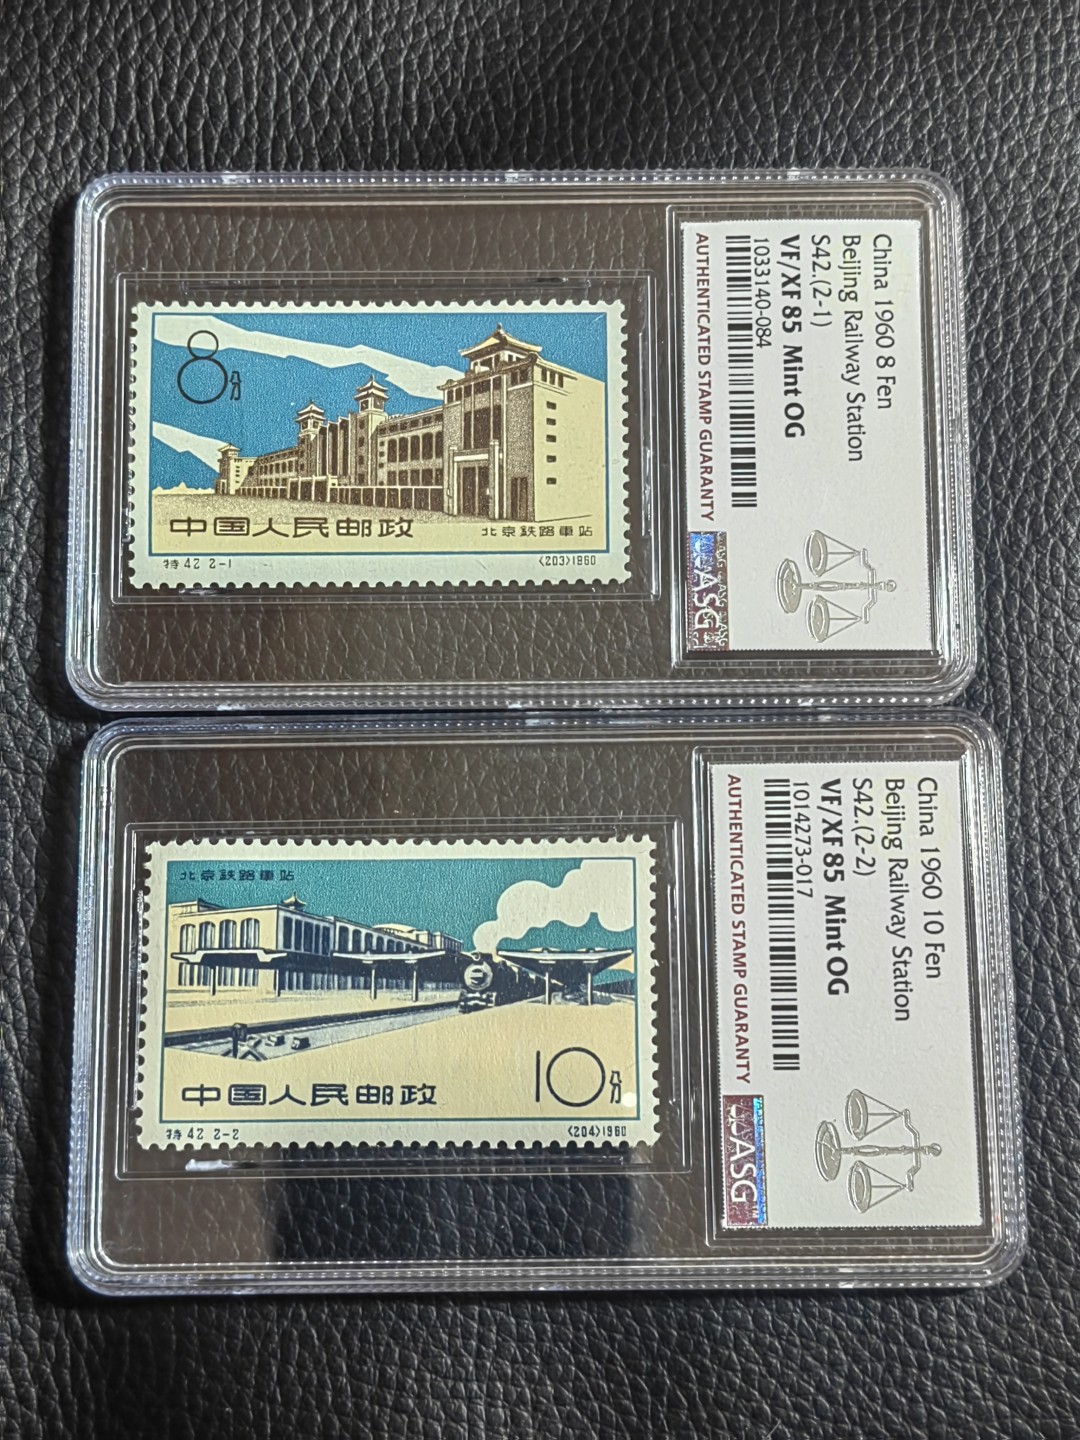 8分
中国人民邮政
北京鉄路車站
特 42 2-1
(203)1960
China 1960 8 Fen
Beijing Railway Station
S42.(2-1)
VF/XF 85 Mint OG
1033140-084
AUTHENTICATED STAMP GUARANTY
ASG
北京鉄路車站
10分
中国人民邮政
特 42 2-2
(204)1960
China 1960 10 Fen
Beijing Railway Station
S42.(2-2)
VF/XF 85 Mint OG
1014273-017
AUTHENTICATED STAMP GUARANTY
ASG